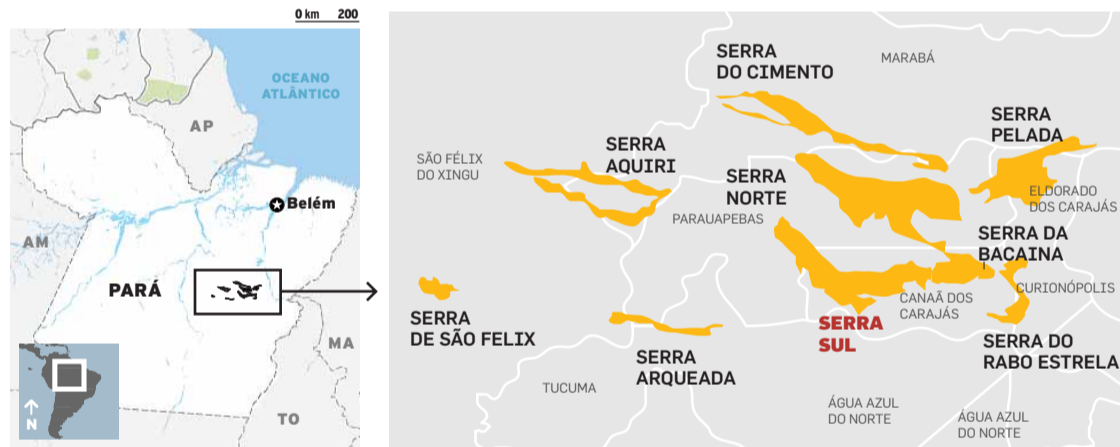 0 km 200
OCEANO
ATLÂNTICO
AP
Belém
AM
PARÁ
MA
TO
N
SERRA
DO CIMENTO
MARABÁ
SERRA
PELADA
SERRA
AQUIRI
SÃO FÉLIX
DO XINGU
SERRA
NORTE
ELDORADO
DOS CARAJÁS
PARAUAPEBAS
SERRA DA
BACAINA
CURIONÓPOLIS
CANAÃ DOS
CARAJÁS
SERRA
DE SÃO FELIX
SERRA
SUL
SERRA DO
RABO ESTRELA
SERRA
ARQUEADA
TUCUMA
ÁGUA AZUL
DO NORTE
ÁGUA AZUL
DO NORTE